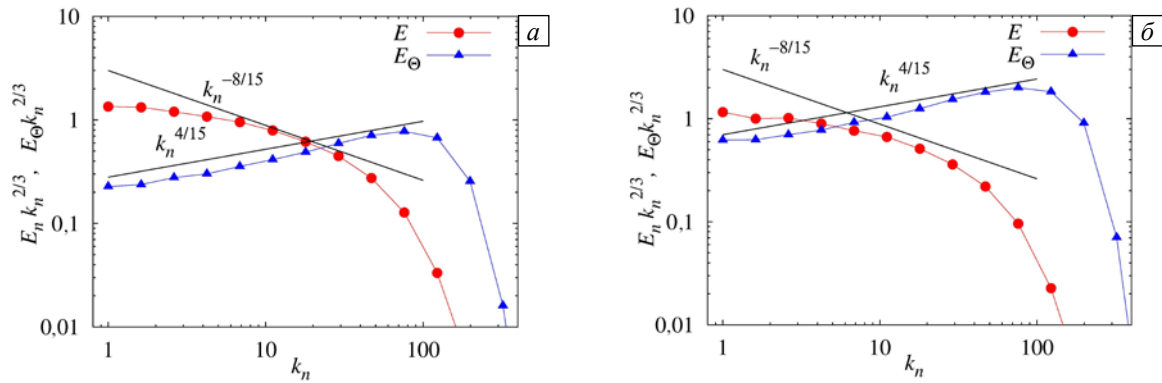 10
1
0,1
0,01
1
10
100
E_n k_n^{2/3}, E_Θ k_n^{2/3}
k_n
E
E_Θ
k_n^{-8/15}
k_n^{4/15}
а
10
1
0.1
0,01
1
10
100
E_n k_n^{2/3}, E_Θ k_n^{2/3}
k_n
E
E_Θ
k_n^{-8/15}
k_n^{4/15}
б